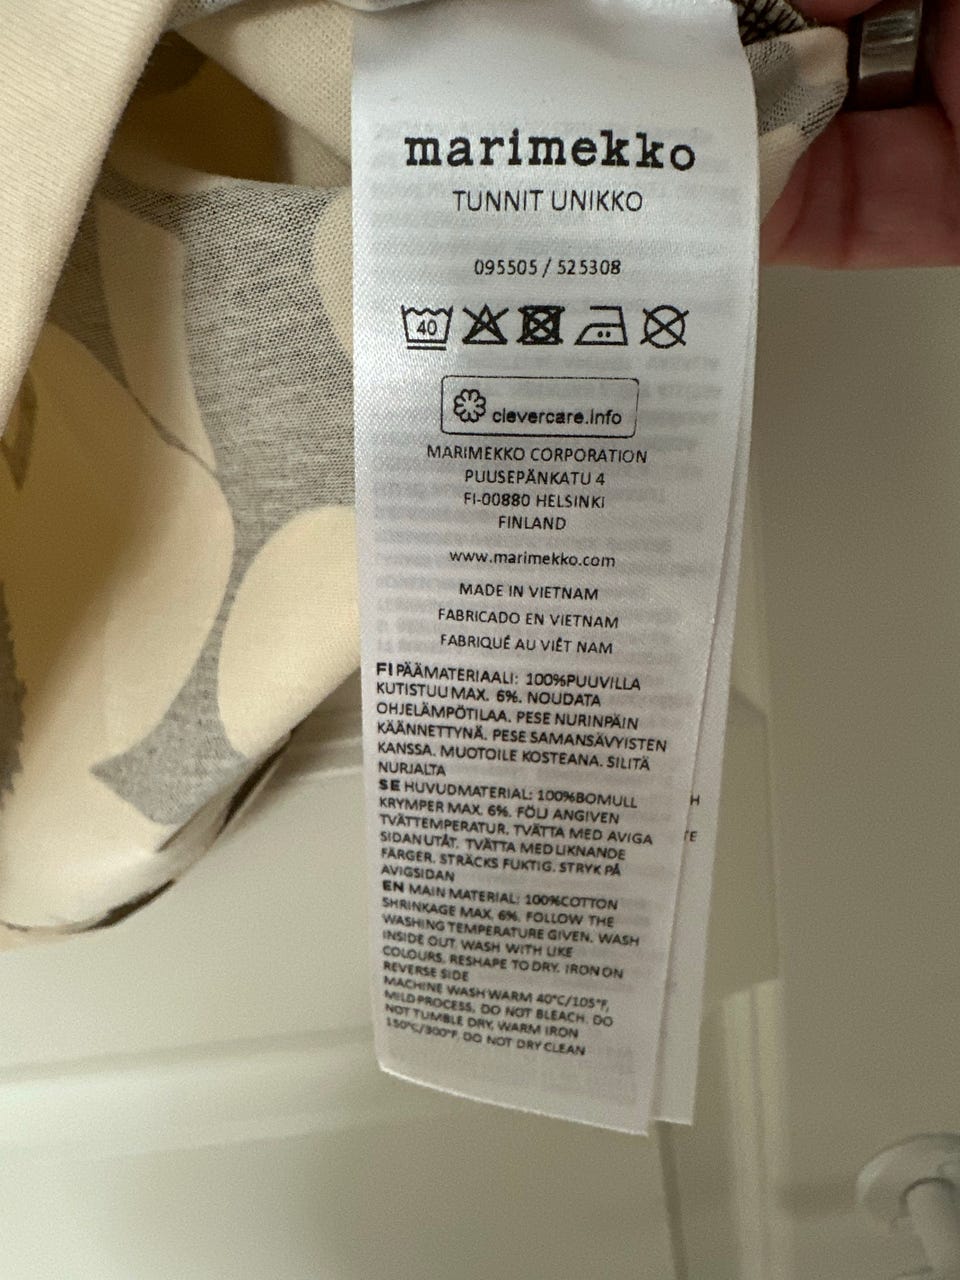 marimekko
TUNNIT UNIKKO
095505 / 525308
40
clevercare.info
MARIMEKKO CORPORATION
PUUSEPÄNKATU 4
FI-00880 HELSINKI
FINLAND
www.marimekko.com
MADE IN VIETNAM
FABRICADO EN VIETNAM
FABRIQUÉ AU VIÊT NAM
FI PÄÄMATERIAALI: 100%PUUVILLA
KUTISTUU MAX. 6%. NOUDATA
OHJELÄMPÖTILAA. PESE NURINPÄIN
KÄÄNNETTYNÄ. PESE SAMANSÄVYISTEN
KANSSA. MUOTOILE KOSTEANA. SILITÄ
NURJALTA
SE HUVUDMATERIAL: 100%BOMULL
KRYMPER MAX. 6%. FÖLJ ANGIVEN
TVÄTTEMPERATUR. TVÄTTA MED AVIGA
SIDAN UTÅT. TVÄTTA MED LIKNANDE
FÄRGER. STRÄCKS FUKTIG. STRYK PÅ
AVIGSIDAN
EN MAIN MATERIAL: 100%COTTON
SHRINKAGE MAX. 6%. FOLLOW THE
WASHING TEMPERATURE GIVEN. WASH
INSIDE OUT. WASH WITH LIKE
COLOURS. RESHAPE TO DRY. IRON ON
REVERSE SIDE
MACHINE WASH WARM 40°C/105°F,
MILD PROCESS, DO NOT BLEACH, DO
NOT TUMBLE DRY, WARM IRON
150°C/300°F, DO NOT DRY CLEAN
H
TE